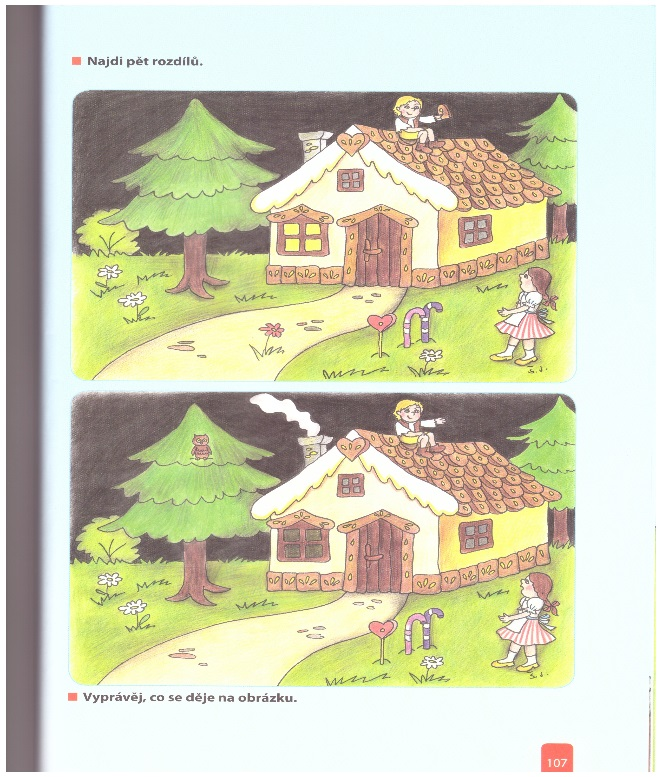 Najdi pět rozdílů.
S. J.
S. J.
Vyprávěj, co se děje na obrázku.
107